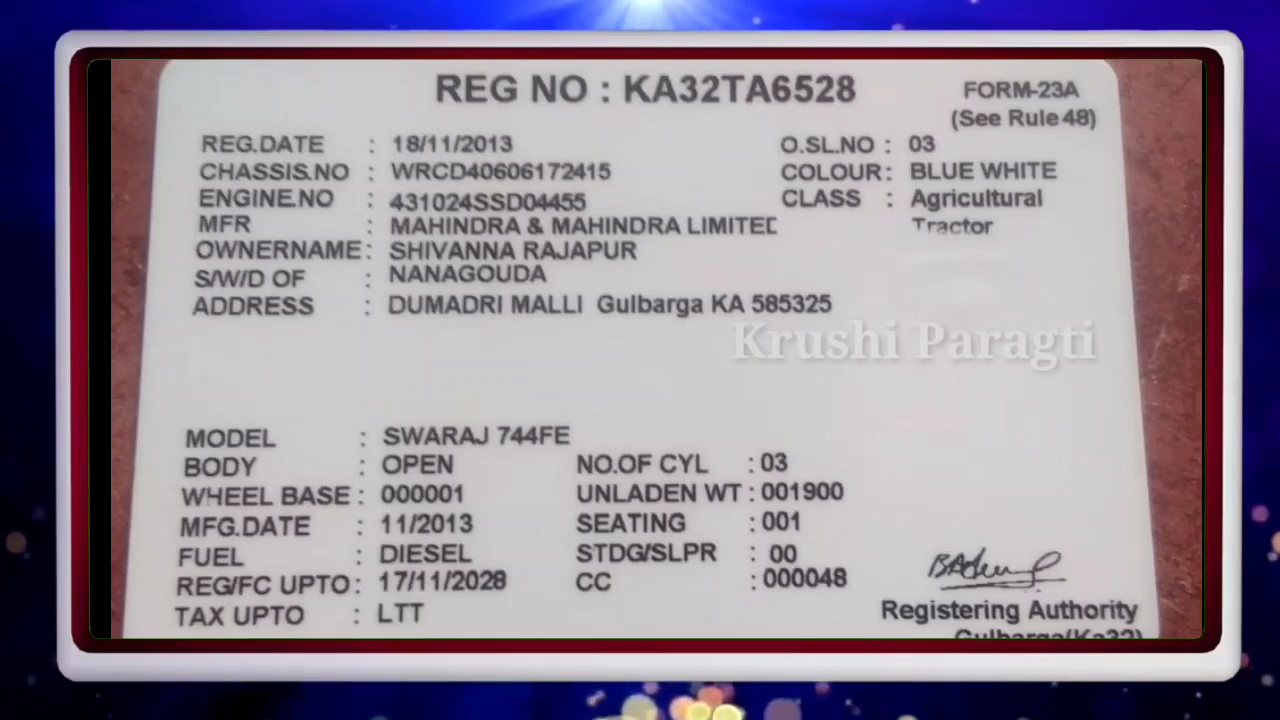 REG NO : KA32TA6528
FORM-23A
(See Rule 48)
REG.DATE : 18/11/2013
O.SL.NO : 03
CHASSIS.NO : WRCD40606172415
COLOUR : BLUE WHITE
ENGINE.NO : 431024SSD04455
CLASS : Agricultural
Tractor
MFR : MAHINDRA & MAHINDRA LIMITED
OWNERNAME : SHIVANNA RAJAPUR
S/W/D OF : NANAGOUDA
ADDRESS : DUMADRI MALLI Gulbarga KA 585325
Krushi Paragti
MODEL : SWARAJ 744FE
BODY : OPEN
NO.OF CYL : 03
WHEEL BASE : 000001
UNLADEN WT : 001900
MFG.DATE : 11/2013
SEATING : 001
FUEL : DIESEL
STDG/SLPR : 00
REG/FC UPTO : 17/11/2028
CC : 000048
TAX UPTO : LTT
Registering Authority
Gulbarga(Ka32)